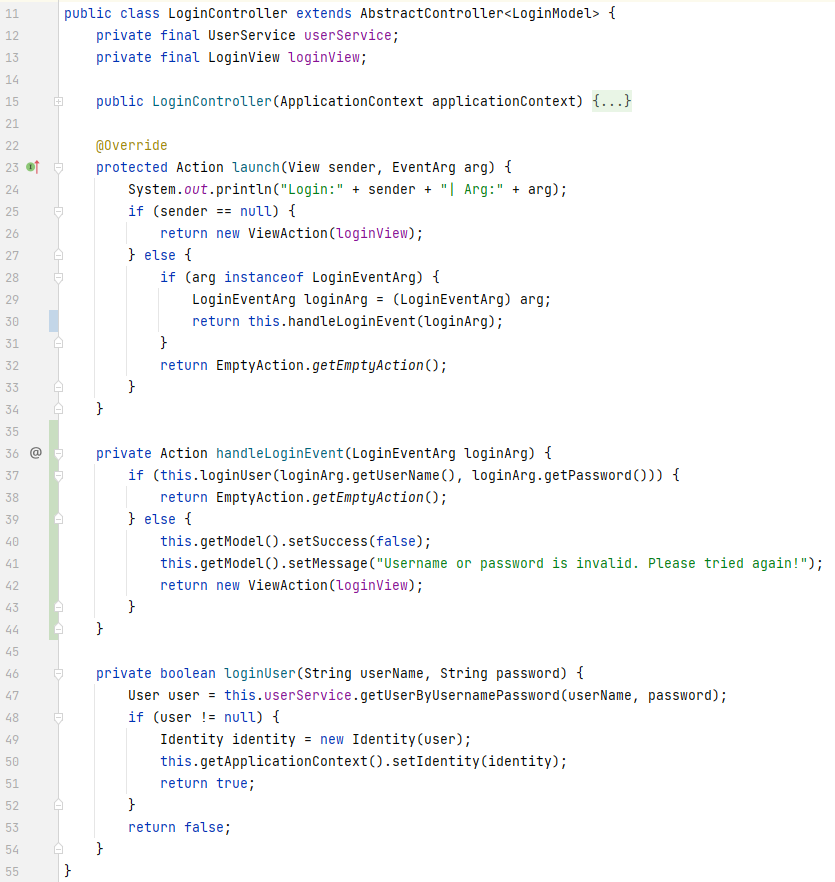 11 public class LoginController extends AbstractController<LoginModel> {
12     private final UserService userService;
13     private final LoginView loginView;
14
15     public LoginController(ApplicationContext applicationContext) {...}
21
22     @Override
23     protected Action launch(View sender, EventArg arg) {
24         System.out.println("Login:" + sender + "| Arg:" + arg);
25         if (sender == null) {
26             return new ViewAction(loginView);
27         } else {
28             if (arg instanceof LoginEventArg) {
29                 LoginEventArg loginArg = (LoginEventArg) arg;
30                 return this.handleLoginEvent(loginArg);
31             }
32             return EmptyAction.getEmptyAction();
33         }
34     }
35
36 @   private Action handleLoginEvent(LoginEventArg loginArg) {
37         if (this.loginUser(loginArg.getUserName(), loginArg.getPassword())) {
38             return EmptyAction.getEmptyAction();
39         } else {
40             this.getModel().setSuccess(false);
41             this.getModel().setMessage("Username or password is invalid. Please tried again!");
42             return new ViewAction(loginView);
43         }
44     }
45
46     private boolean loginUser(String userName, String password) {
47         User user = this.userService.getUserByUsernamePassword(userName, password);
48         if (user != null) {
49             Identity identity = new Identity(user);
50             this.getApplicationContext().setIdentity(identity);
51             return true;
52         }
53         return false;
54     }
55 }